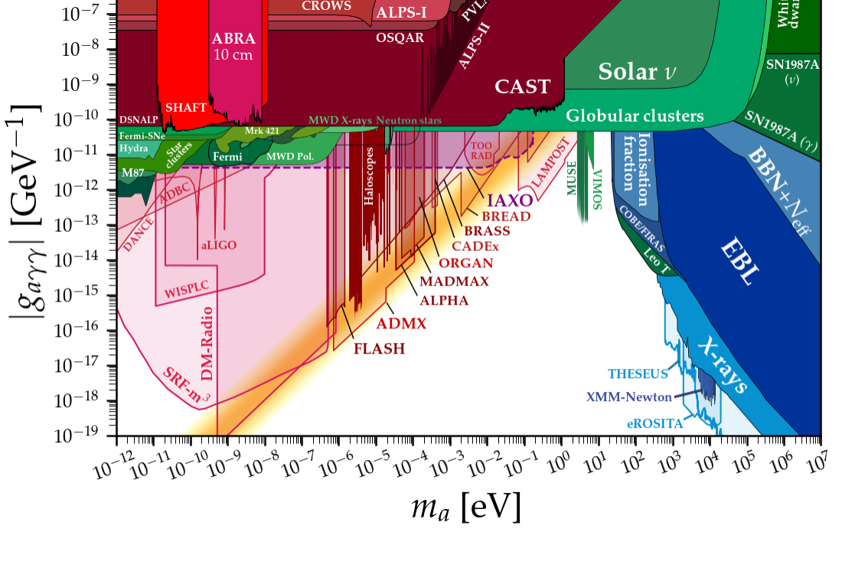 10⁻⁷
10⁻⁸
10⁻⁹
10⁻¹⁰
10⁻¹¹
10⁻¹²
10⁻¹³
10⁻¹⁴
10⁻¹⁵
10⁻¹⁶
10⁻¹⁷
10⁻¹⁸
10⁻¹⁹
|gₐγγ| [GeV⁻¹]
CROWS
ALPS-I
OSQAR
PVL
ALPS-II
ABRA
10 cm
SHAFT
CAST
Solar ν
Globular clusters
SN1987A
(ν)
SN1987A (γ)
DSNALP
Fermi-SNe
Hydra
M87
Star
clusters
Mrk 421
Fermi
MWD X-rays
Neutron stars
MWD Pol.
ADBC
DANCE
aLIGO
WISPLC
DM-Radio
SRF-m³
Haloscopes
TOO
RAD
LAMPOST
MUSE
VIMOS
IAXO
BREAD
BRASS
CADEx
ORGAN
MADMAX
ALPHA
ADMX
FLASH
Ionisation
fraction
COBE/FIRAS
Leo T
BBN+N_eff
EBL
X-rays
THESEUS
XMM-Newton
eROSITA
10⁻¹² 10⁻¹¹ 10⁻¹⁰ 10⁻⁹ 10⁻⁸ 10⁻⁷ 10⁻⁶ 10⁻⁵ 10⁻⁴ 10⁻³ 10⁻² 10⁻¹ 10⁰ 10¹ 10² 10³ 10⁴ 10⁵ 10⁶ 10⁷
mₐ [eV]